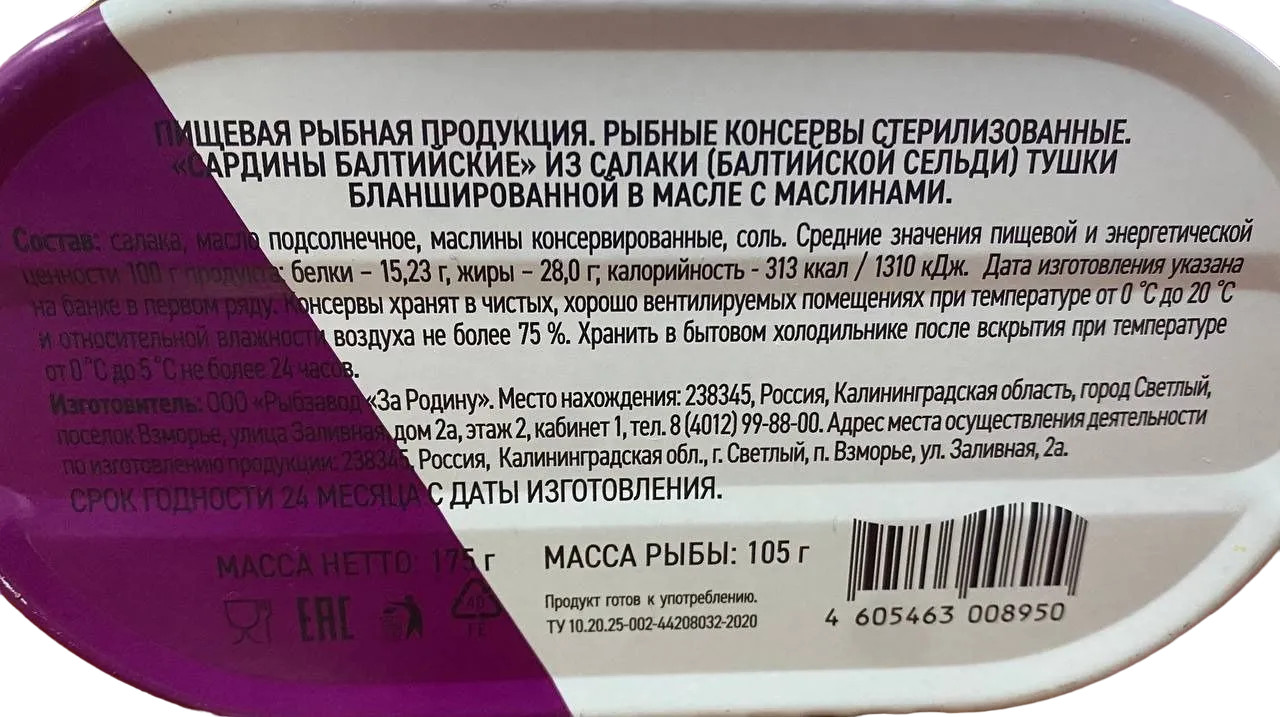 ПИЩЕВАЯ РЫБНАЯ ПРОДУКЦИЯ. РЫБНЫЕ КОНСЕРВЫ СТЕРИЛИЗОВАННЫЕ.
«САРДИНЫ БАЛТИЙСКИЕ» ИЗ САЛАКИ (БАЛТИЙСКОЙ СЕЛЬДИ) ТУШКИ
БЛАНШИРОВАННОЙ В МАСЛЕ С МАСЛИНАМИ.
Состав: салака, масло подсолнечное, маслины консервированные, соль. Средние значения пищевой и энергетической
ценности 100 г продукта: белки – 15,23 г, жиры – 28,0 г; калорийность - 313 ккал / 1310 кДж. Дата изготовления указана
на банке в первом ряду. Консервы хранят в чистых, хорошо вентилируемых помещениях при температуре от 0 °С до 20 °С
и относительной влажности воздуха не более 75 %. Хранить в бытовом холодильнике после вскрытия при температуре
от 0 °С до 5 °С не более 24 часов.
Изготовитель: ООО «Рыбзавод «За Родину». Место нахождения: 238345, Россия, Калининградская область, город Светлый,
поселок Взморье, улица Заливная, дом 2а, этаж 2, кабинет 1, тел. 8 (4012) 99-88-00. Адрес места осуществления деятельности
по изготовлению продукции: 238345, Россия, Калининградская обл., г. Светлый, п. Взморье, ул. Заливная, 2а.
СРОК ГОДНОСТИ 24 МЕСЯЦА С ДАТЫ ИЗГОТОВЛЕНИЯ.
МАССА НЕТТО: 175 г МАССА РЫБЫ: 105 г
EAC 40 FE
Продукт готов к употреблению.
ТУ 10.20.25-002-44208032-2020
4 605463 008950